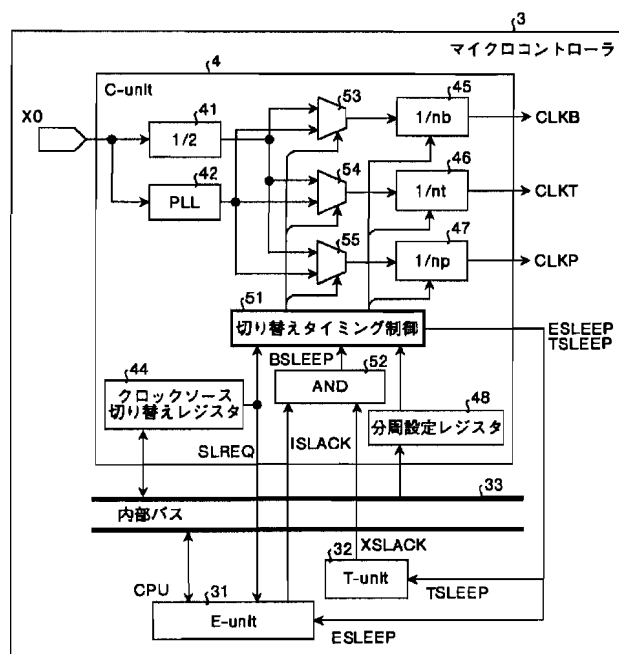 3
マイクロコントローラ
4
C-unit
X0
41
1/2
42
PLL
53
54
55
45
1/nb
CLKB
46
1/nt
CLKT
47
1/np
CLKP
51
切り替えタイミング制御
ESLEEP
TSLEEP
BSLEEP
52
AND
44
クロックソース
切り替えレジスタ
48
分周設定レジスタ
SLREQ
ISLACK
33
内部バス
XSLACK
32
T-unit
TSLEEP
CPU
31
E-unit
ESLEEP